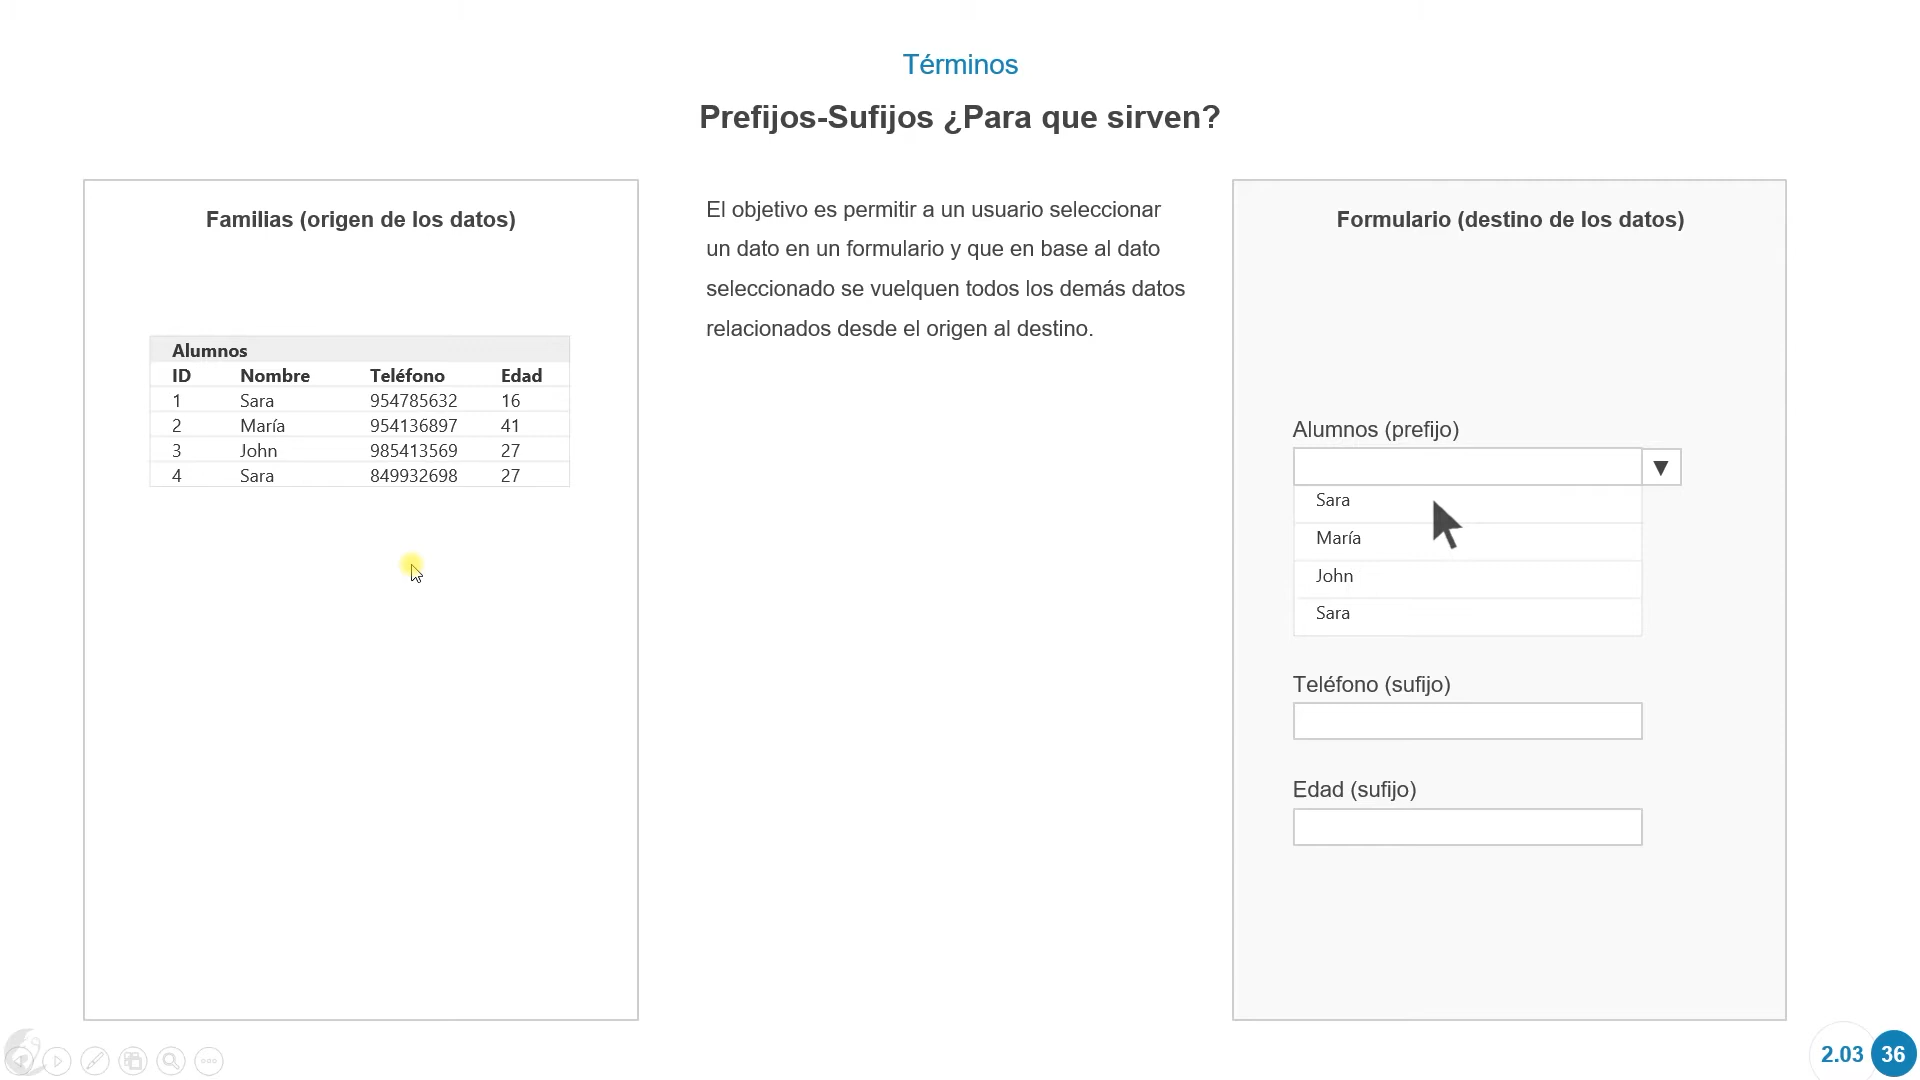 Términos
Prefijos-Sufijos ¿Para que sirven?
Familias (origen de los datos)
Alumnos
ID Nombre Teléfono Edad
1 Sara 954785632 16
2 María 954136897 41
3 John 985413569 27
4 Sara 849932698 27
El objetivo es permitir a un usuario seleccionar
un dato en un formulario y que en base al dato
seleccionado se vuelquen todos los demás datos
relacionados desde el origen al destino.
Formulario (destino de los datos)
Alumnos (prefijo)
Sara
María
John
Sara
Teléfono (sufijo)
Edad (sufijo)
2.03 36